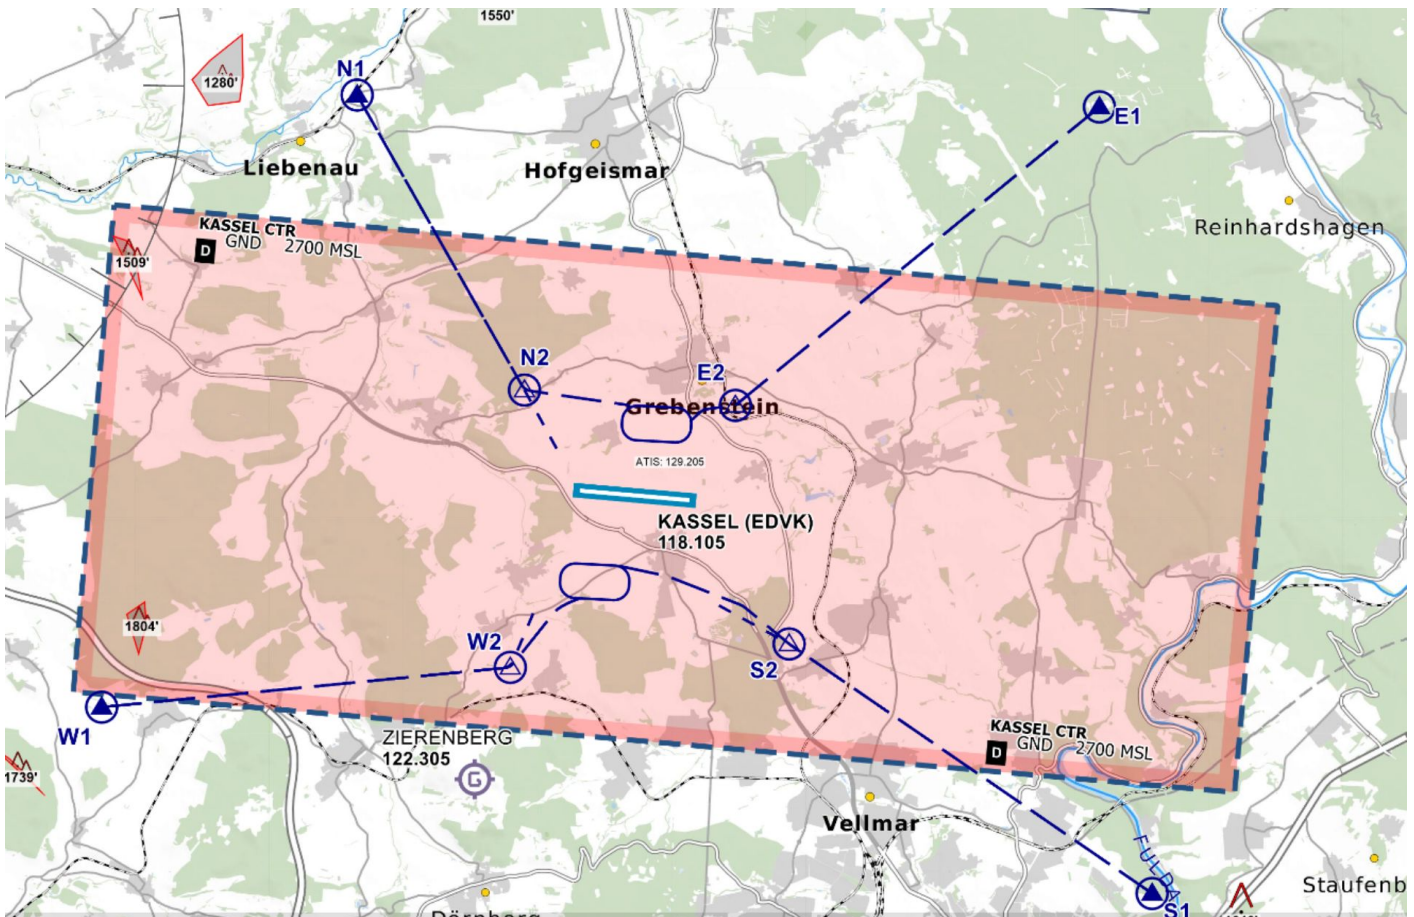 1550'
N1
1280'
E1
Liebenau
Hofgeismar
Reinhardshagen
KASSEL CTR
D
GND 2700 MSL
1509'
N2
E2
Grebenstein
ATIS: 129.205
KASSEL (EDVK)
118.105
1804'
W2
S2
W1
KASSEL CTR
D
GND 2700 MSL
ZIERENBERG
122.305
G
1739'
Vellmar
FULDA
Staufenb
S1
Dörnberg